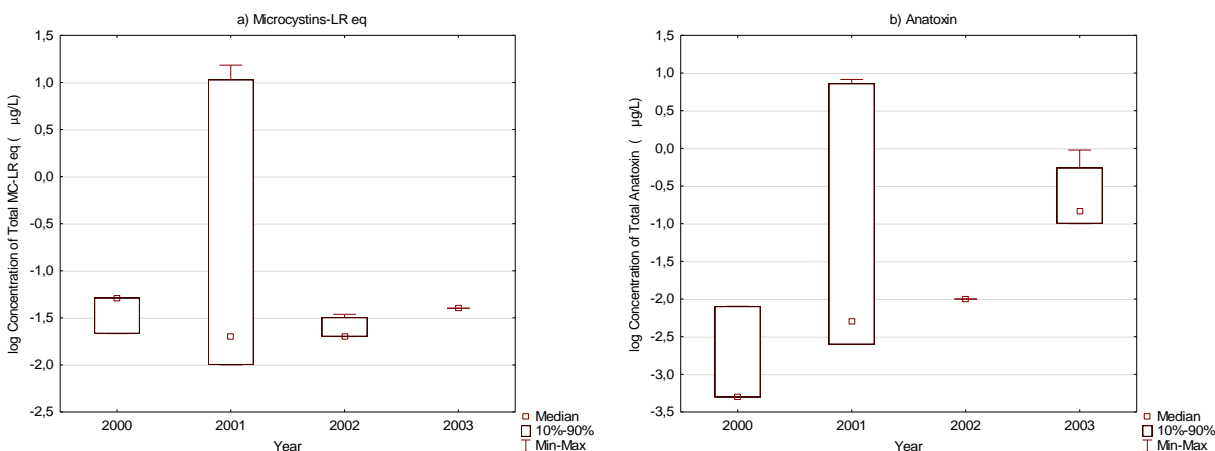 a) Microcystins-LR eq
log Concentration of Total MC-LR eq ( µg/L)
1,5
1,0
0,5
0,0
-0,5
-1,0
-1,5
-2,0
-2,5
2000 2001 2002 2003
Year
Median
10%-90%
Min-Max
b) Anatoxin
log Concentration of Total Anatoxin ( µg/L)
1,5
1,0
0,5
0,0
-0,5
-1,0
-1,5
-2,0
-2,5
-3,0
-3,5
2000 2001 2002 2003
Year
Median
10%-90%
Min-Max